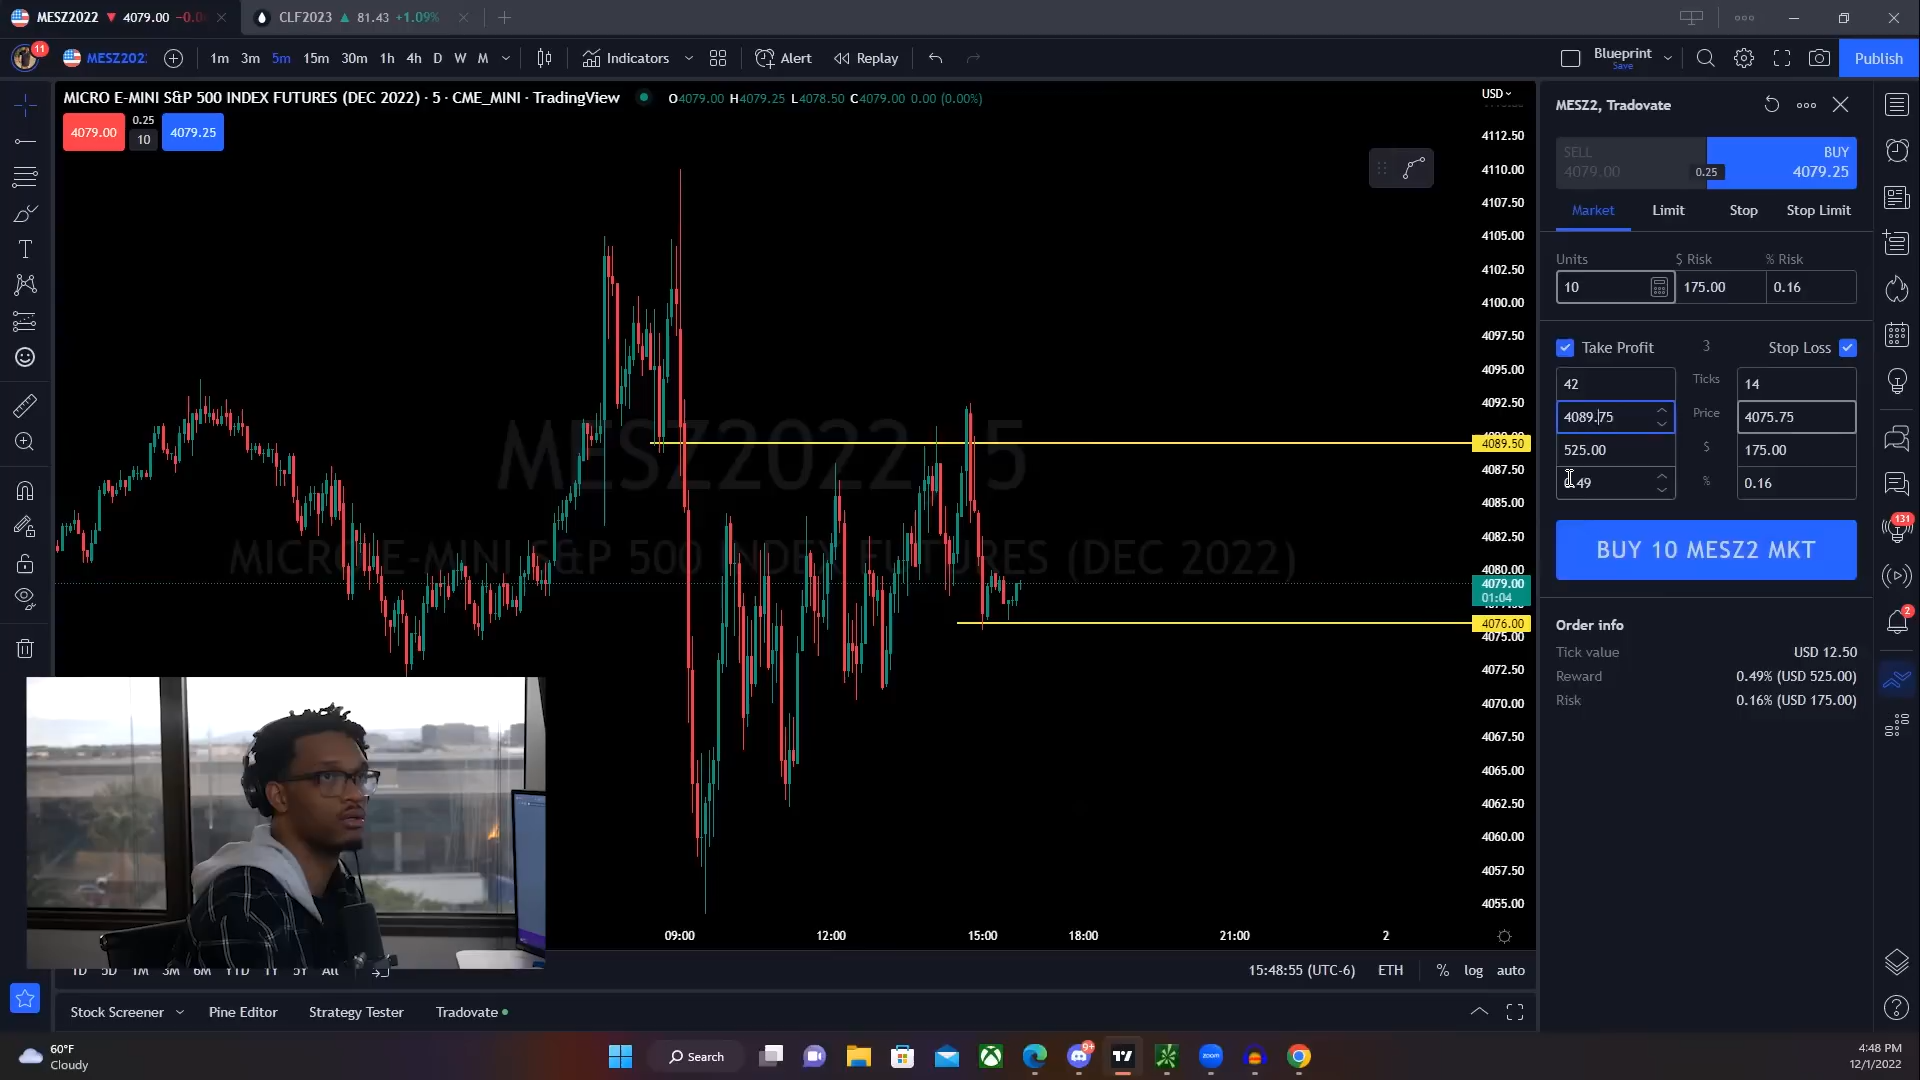 MESZ2022 ▼ 4079.00 −0.0
CLF2023 ▲ 81.43 +1.09%
11
MESZ202
1m 3m 5m 15m 30m 1h 4h D W M
Indicators
Alert
Replay
Blueprint
Save
Publish
MICRO E-MINI S&P 500 INDEX FUTURES (DEC 2022) · 5 · CME_MINI · TradingView
O4079.00 H4079.25 L4078.50 C4079.00 0.00 (0.00%)
USD
4079.00
0.25
10
4079.25
MESZ2022 5
MICRO E-MINI S&P 500 INDEX FUTURES (DEC 2022)
4112.50
4110.00
4107.50
4105.00
4102.50
4100.00
4097.50
4095.00
4092.50
4089.50
4087.50
4085.00
4082.50
4080.00
4079.00
01:04
4076.00
4075.00
4072.50
4070.00
4067.50
4065.00
4062.50
4060.00
4057.50
4055.00
09:00 12:00 15:00 18:00 21:00 2
1D 5D 1M 3M 6M YTD 1Y 5Y All
15:48:55 (UTC-6) ETH % log auto
Stock Screener
Pine Editor
Strategy Tester
Tradovate
MESZ2, Tradovate
SELL
4079.00
0.25
BUY
4079.25
Market Limit Stop Stop Limit
Units $ Risk % Risk
10 175.00 0.16
Take Profit 3 Stop Loss
42 Ticks 14
4089.75 Price 4075.75
525.00 $ 175.00
0.49 % 0.16
BUY 10 MESZ2 MKT
Order info
Tick value USD 12.50
Reward 0.49% (USD 525.00)
Risk 0.16% (USD 175.00)
131
2
60°F
Cloudy
Search
9+
zoom
4:48 PM
12/1/2022